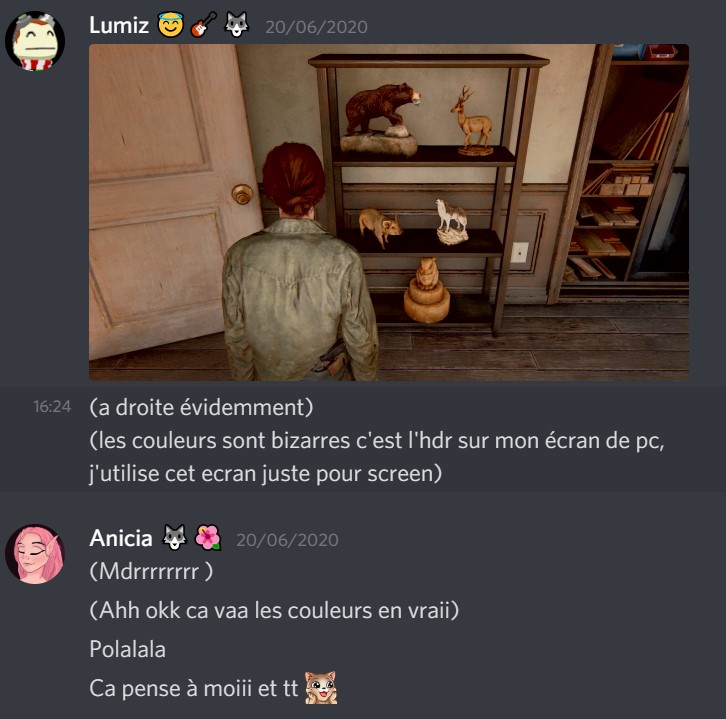 Lumiz 😇 🎸 🐺 20/06/2020
16:24 (a droite évidemment)
(les couleurs sont bizarres c'est l'hdr sur mon écran de pc,
j'utilise cet ecran juste pour screen)
Anicia 🐺 🌺 20/06/2020
(Mdrrrrrrrr )
(Ahh okk ca vaa les couleurs en vraii)
Polalala
Ca pense à moiii et tt